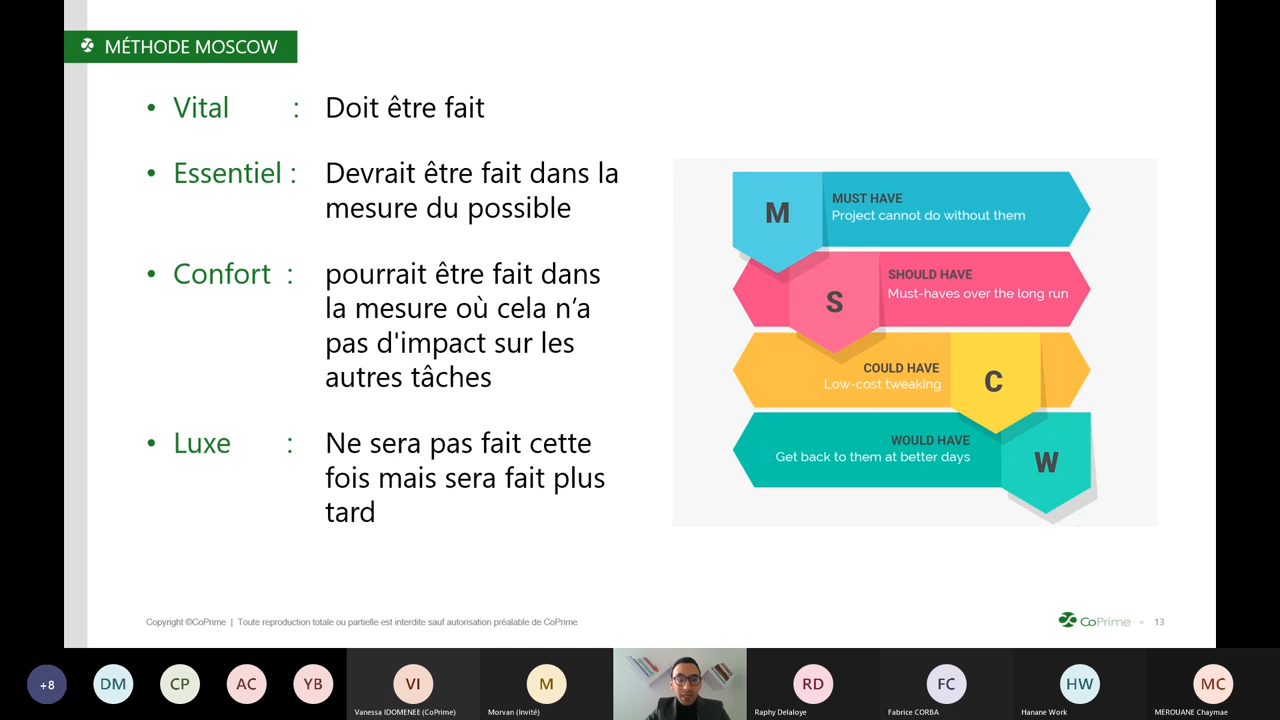 MÉTHODE MOSCOW
• Vital : Doit être fait
• Essentiel : Devrait être fait dans la
mesure du possible
• Confort : pourrait être fait dans
la mesure où cela n’a
pas d'impact sur les
autres tâches
• Luxe : Ne sera pas fait cette
fois mais sera fait plus
tard
M
MUST HAVE
Project cannot do without them
S
SHOULD HAVE
Must-haves over the long run
COULD HAVE
Low-cost tweaking
C
WOULD HAVE
Get back to them at better days
W
Copyright ©CoPrime | Toute reproduction totale ou partielle est interdite sauf autorisation préalable de CoPrime
CoPrime
13
+8
DM
CP
AC
YB
VI
Vanessa IDOMENEE (CoPrime)
M
Morvan (Invité)
RD
Raphy Delaloye
FC
Fabrice CORBA
HW
Hanane Work
MC
MEROUANE Chaymae